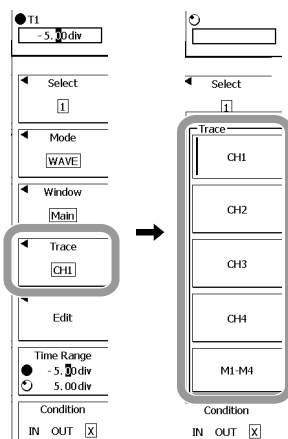 T1
-5.00div
Select
1
Mode
WAVE
Window
Main
Trace
CH1
Edit
Time Range
-5.00div
5.00div
Condition
IN OUT X
Select
1
Trace
CH1
CH2
CH3
CH4
M1-M4
Condition
IN OUT X